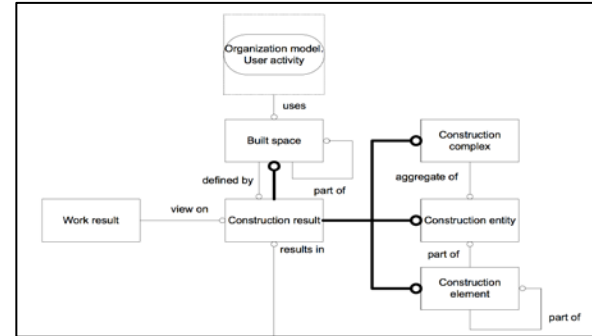 Organization model.
User activity
uses
Built space
Construction
complex
defined by
part of
aggregate of
Work result
view on
Construction result
Construction entity
results in
part of
Construction
element
part of